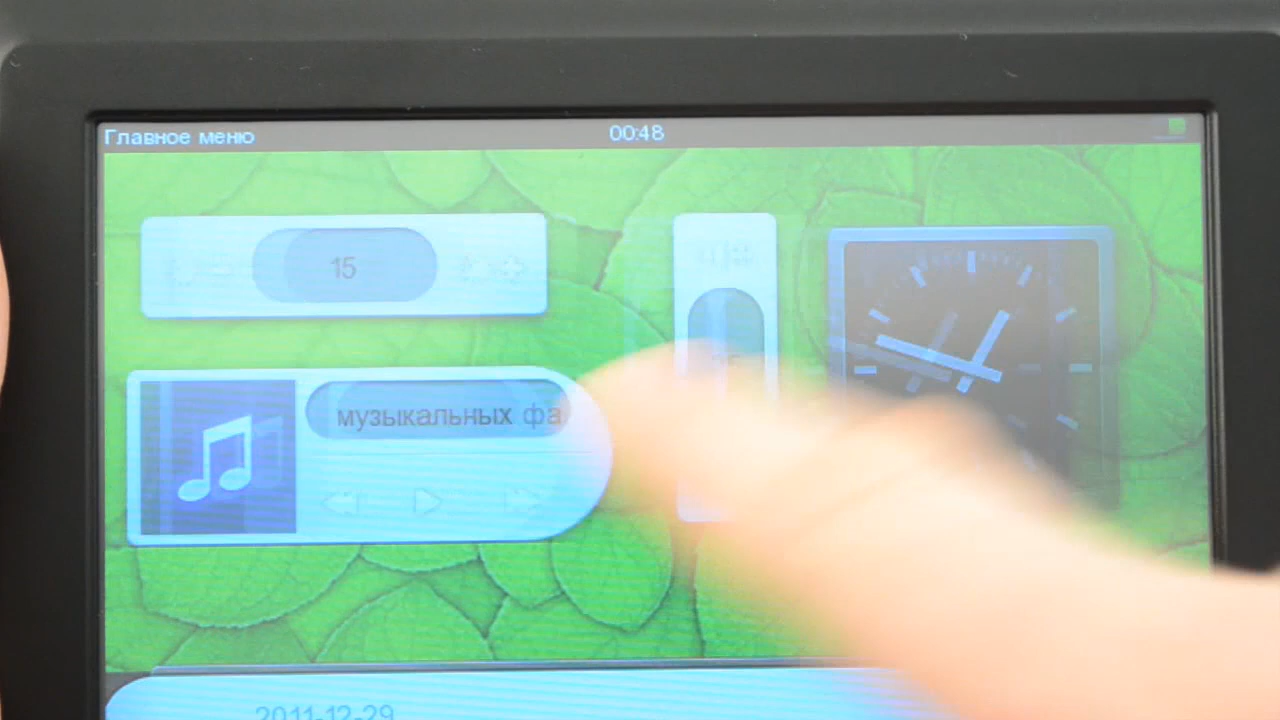 Главное меню
00:48
15
музыкальных фа
2011-12-29